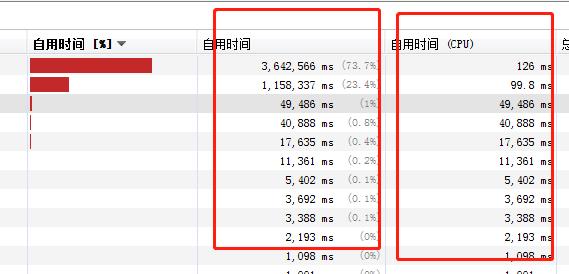 自用时间 [%] 自用时间 自用时间 (CPU)
3,642,566 ms (73.7%) 126 ms
1,158,337 ms (23.4%) 99.8 ms
49,486 ms (1%) 49,486 ms
40,888 ms (0.8%) 40,888 ms
17,635 ms (0.4%) 17,635 ms
11,361 ms (0.2%) 11,361 ms
5,402 ms (0.1%) 5,402 ms
3,692 ms (0.1%) 3,692 ms
3,388 ms (0.1%) 3,388 ms
2,193 ms (0%) 2,193 ms
1,098 ms (0%) 1,098 ms